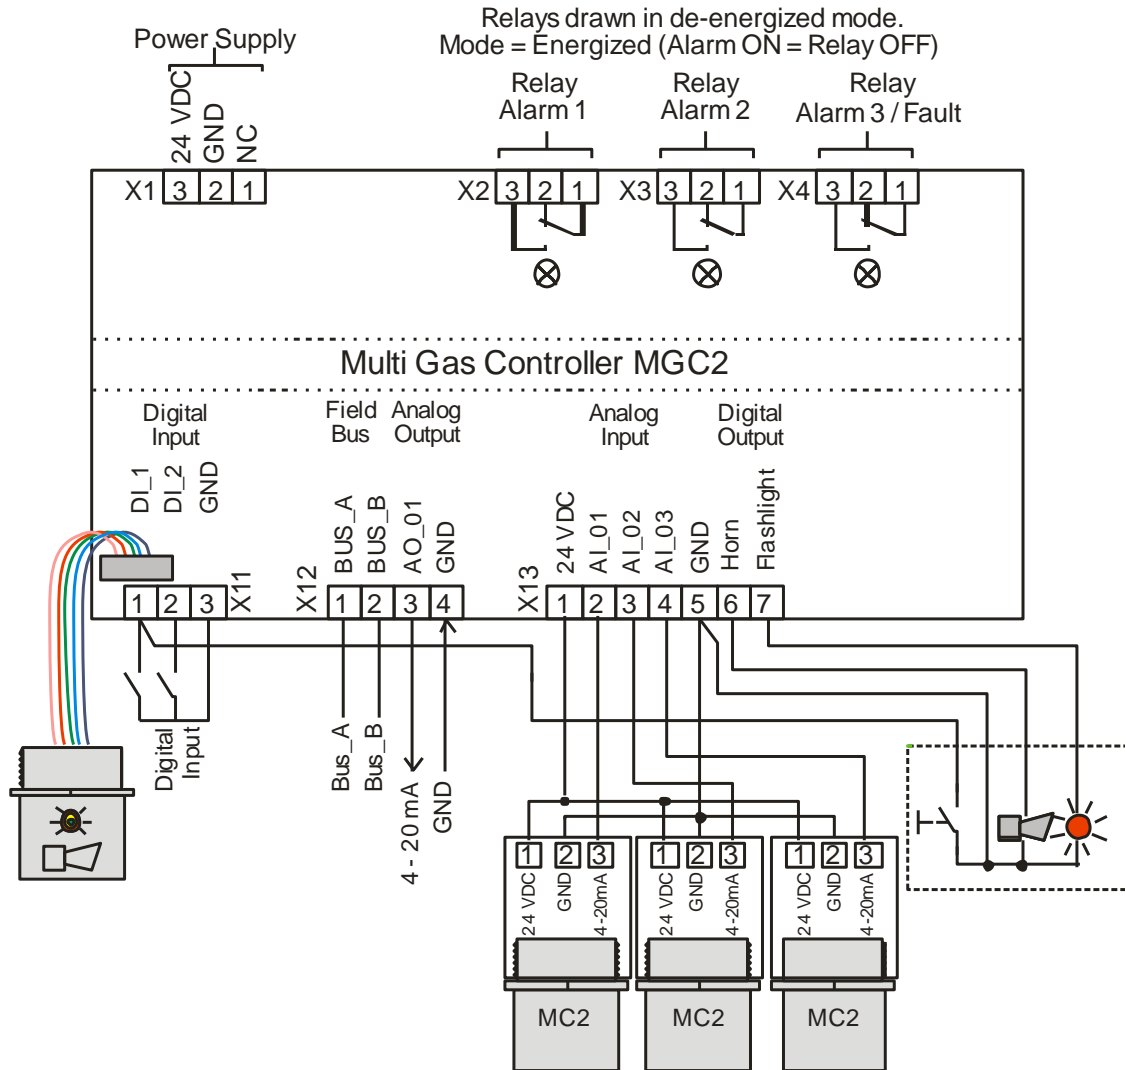 Relays drawn in de-energized mode.
Mode = Energized (Alarm ON = Relay OFF)
Power Supply
24 VDC
GND
NC
Relay
Alarm 1
Relay
Alarm 2
Relay
Alarm 3 / Fault
X1 3 2 1
X2 3 2 1
X3 3 2 1
X4 3 2 1
Multi Gas Controller MGC2
Digital
Input
Field
Bus
Analog
Output
Analog
Input
Digital
Output
DI_1
DI_2
GND
BUS_A
BUS_B
AO_01
GND
24 VDC
AI_01
AI_02
AI_03
GND
Horn
Flashlight
1 2 3 X11
X12 1 2 3 4
X13 1 2 3 4 5 6 7
Digital
Input
Bus_A
Bus_B
4 - 20 mA
GND
1 2 3
1 2 3
1 2 3
24 VDC
GND
4-20mA
24 VDC
GND
4-20mA
24 VDC
GND
4-20mA
MC2
MC2
MC2